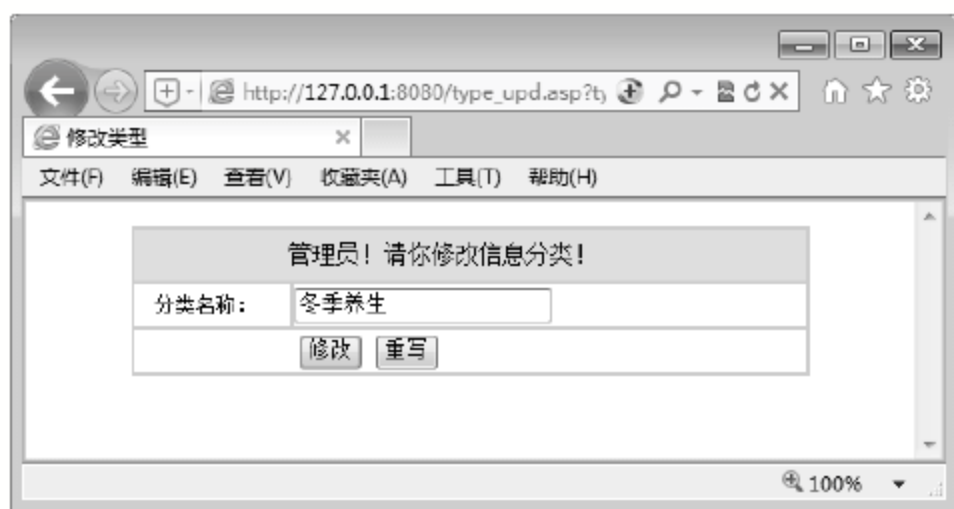 http://127.0.0.1:8080/type_upd.asp?ty
修改类型
文件(F) 编辑(E) 查看(V) 收藏夹(A) 工具(T) 帮助(H)
管理员！请你修改信息分类！
分类名称： 冬季养生
修改 重写
100%